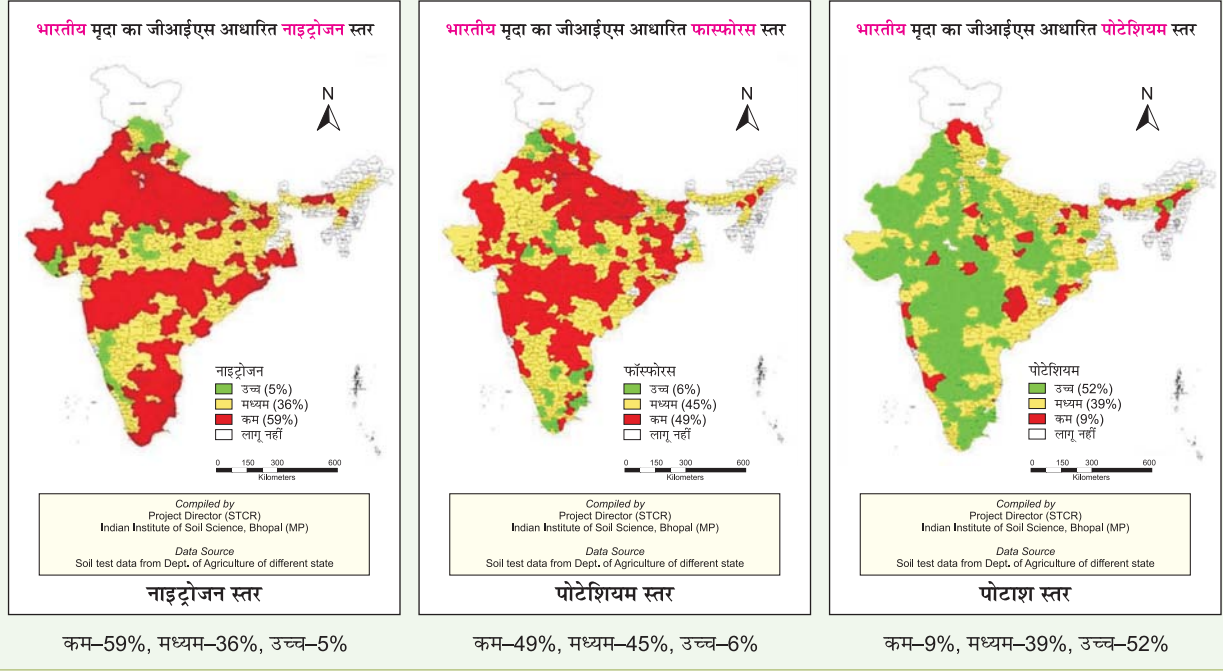 भारतीय मृदा का जीआईएस आधारित नाइट्रोजन स्तर
N
नाइट्रोजन
उच्च (5%)
मध्यम (36%)
कम (59%)
लागू नहीं
0 150 300 600
Kilometers
Compiled by
Project Director (STCR)
Indian Institute of Soil Science, Bhopal (MP)
Data Source
Soil test data from Dept. of Agriculture of different state
नाइट्रोजन स्तर
कम–59%, मध्यम–36%, उच्च–5%
भारतीय मृदा का जीआईएस आधारित फास्फोरस स्तर
N
फॉस्फोरस
उच्च (6%)
मध्यम (45%)
कम (49%)
लागू नहीं
0 150 300 600
Kilometers
Compiled by
Project Director (STCR)
Indian Institute of Soil Science, Bhopal (MP)
Data Source
Soil test data from Dept. of Agriculture of different state
पोटेशियम स्तर
कम–49%, मध्यम–45%, उच्च–6%
भारतीय मृदा का जीआईएस आधारित पोटेशियम स्तर
N
पोटेशियम
उच्च (52%)
मध्यम (39%)
कम (9%)
लागू नहीं
0 150 300 600
Kilometers
Compiled by
Project Director (STCR)
Indian Institute of Soil Science, Bhopal (MP)
Data Source
Soil test data from Dept. of Agriculture of different state
पोटाश स्तर
कम–9%, मध्यम–39%, उच्च–52%